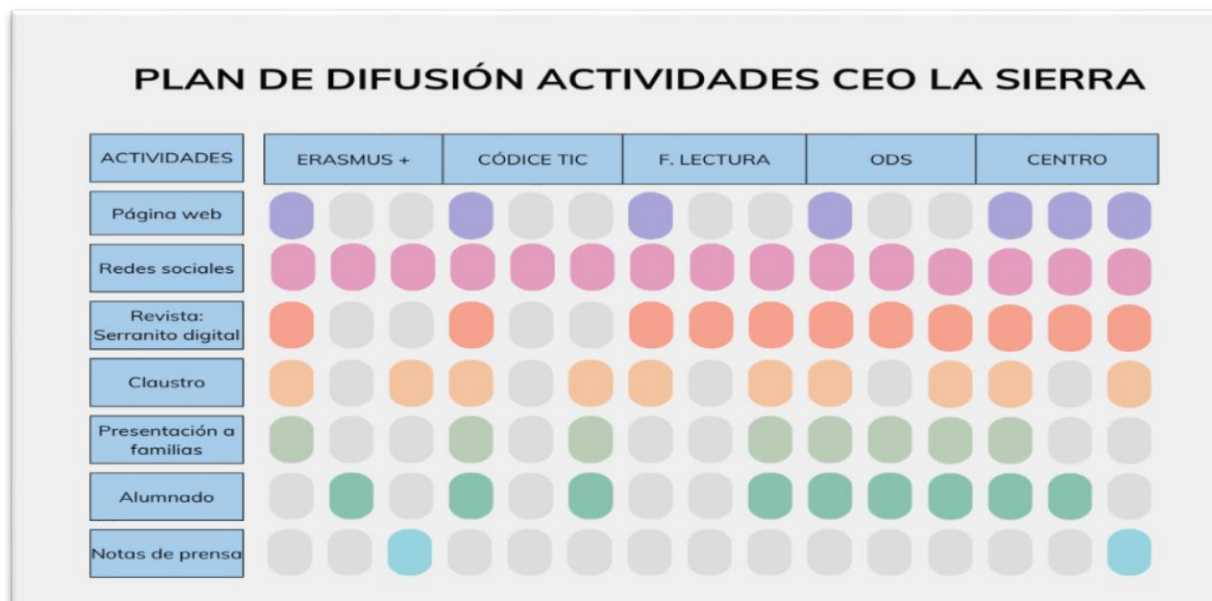 PLAN DE DIFUSIÓN ACTIVIDADES CEO LA SIERRA
ACTIVIDADES
ERASMUS +
CÓDICE TIC
F. LECTURA
ODS
CENTRO
Página web
Redes sociales
Revista:
Serranito digital
Claustro
Presentación a
familias
Alumnado
Notas de prensa